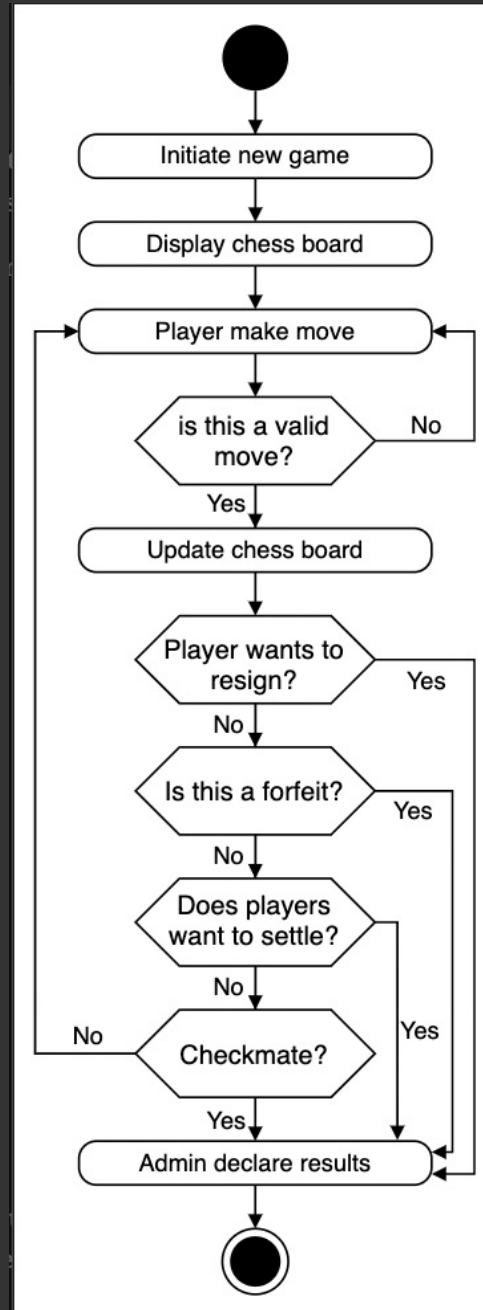 Initiate new game
Display chess board
Player make move
is this a valid
move?
No
Yes
Update chess board
Player wants to
resign?
Yes
No
Is this a forfeit?
Yes
No
Does players
want to settle?
No
Yes
No
Checkmate?
Yes
Admin declare results